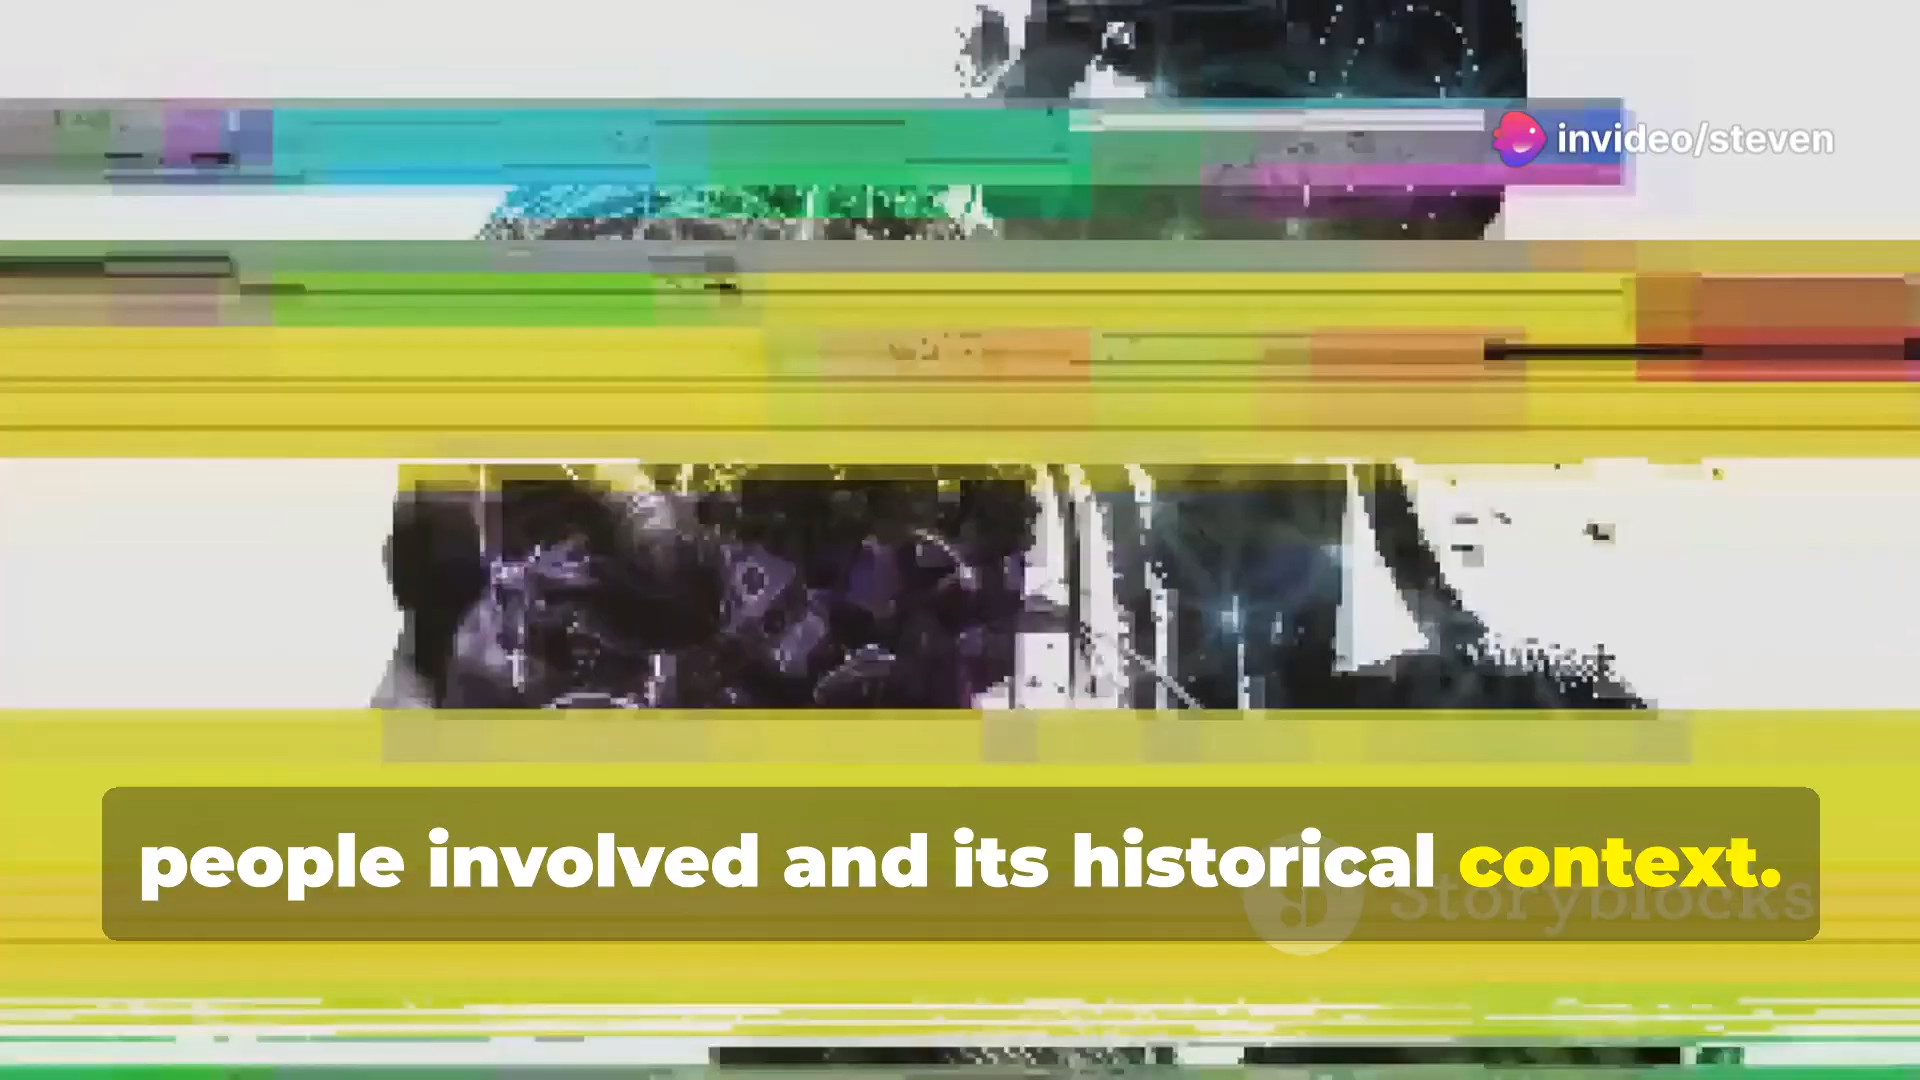 invideo/steven
people involved and its historical context.
Storyblocks